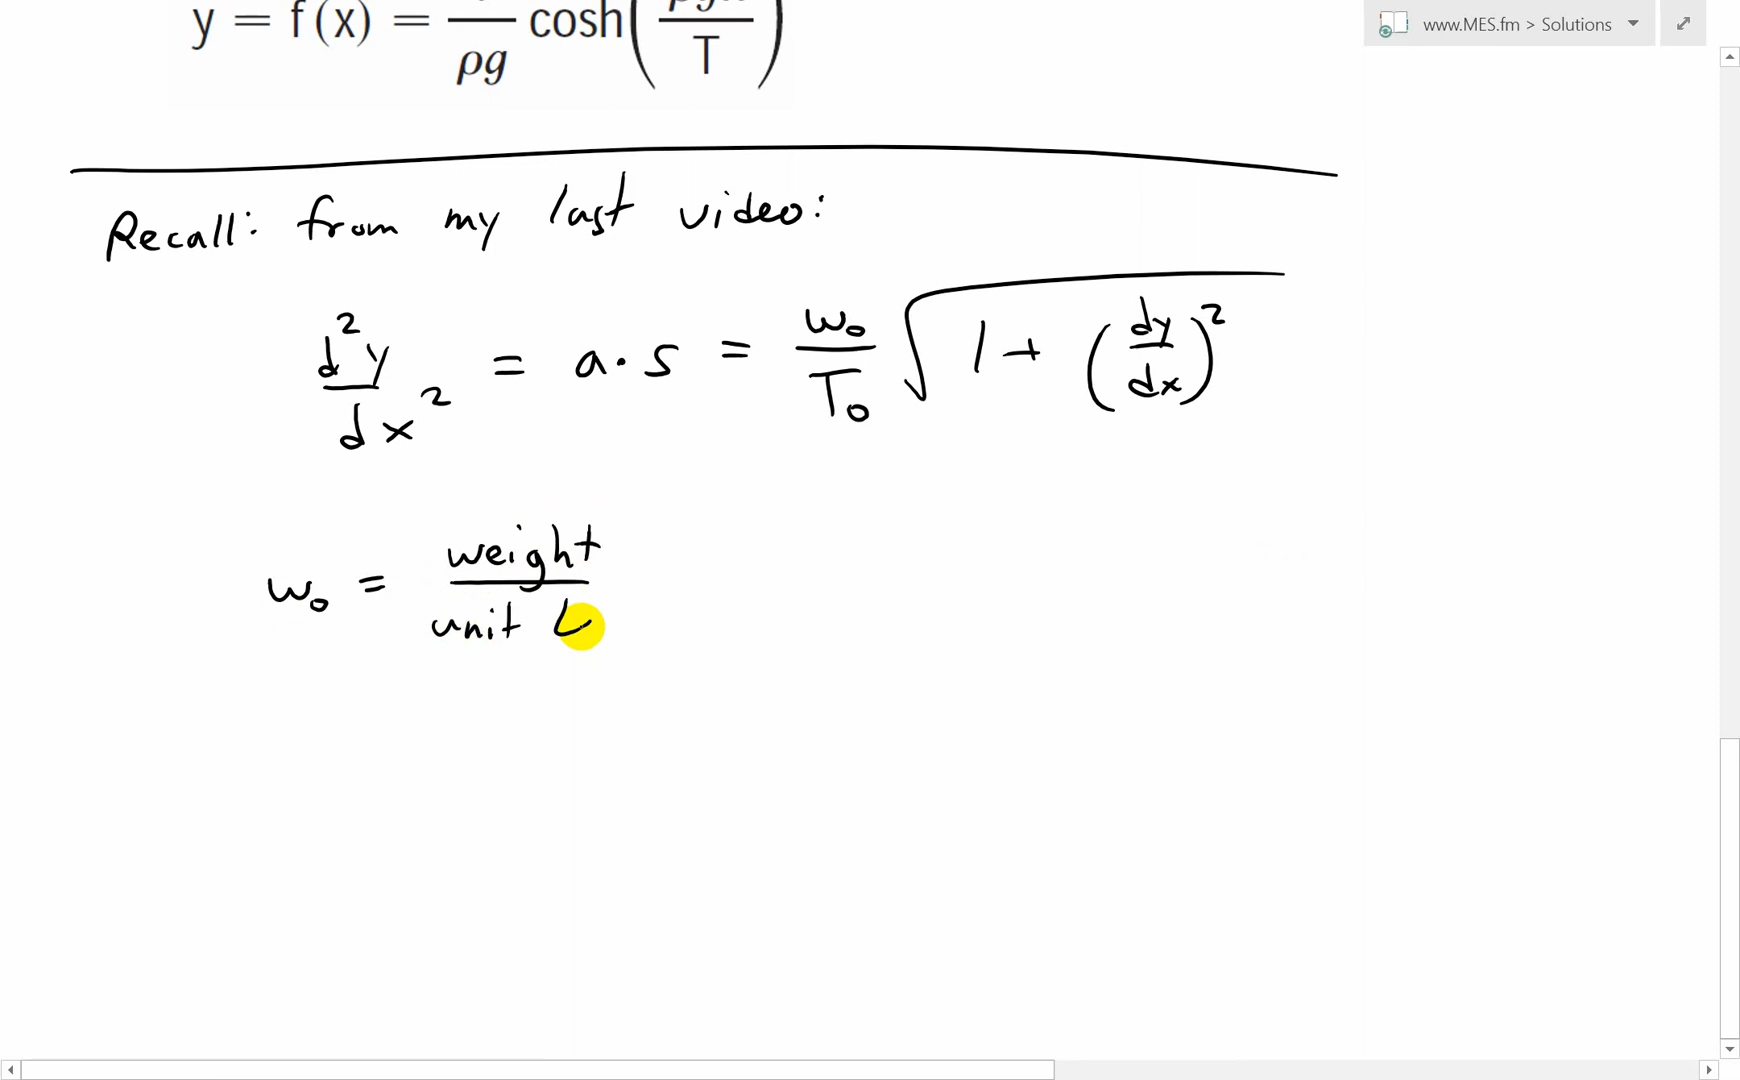 www.MES.fm > Solutions
y = f(x) = — / ρg cosh( / T )
Recall: from my last video:
d²y/dx² = a · s = w₀/T₀ √(1 + (dy/dx)²)
w₀ = weight / unit L